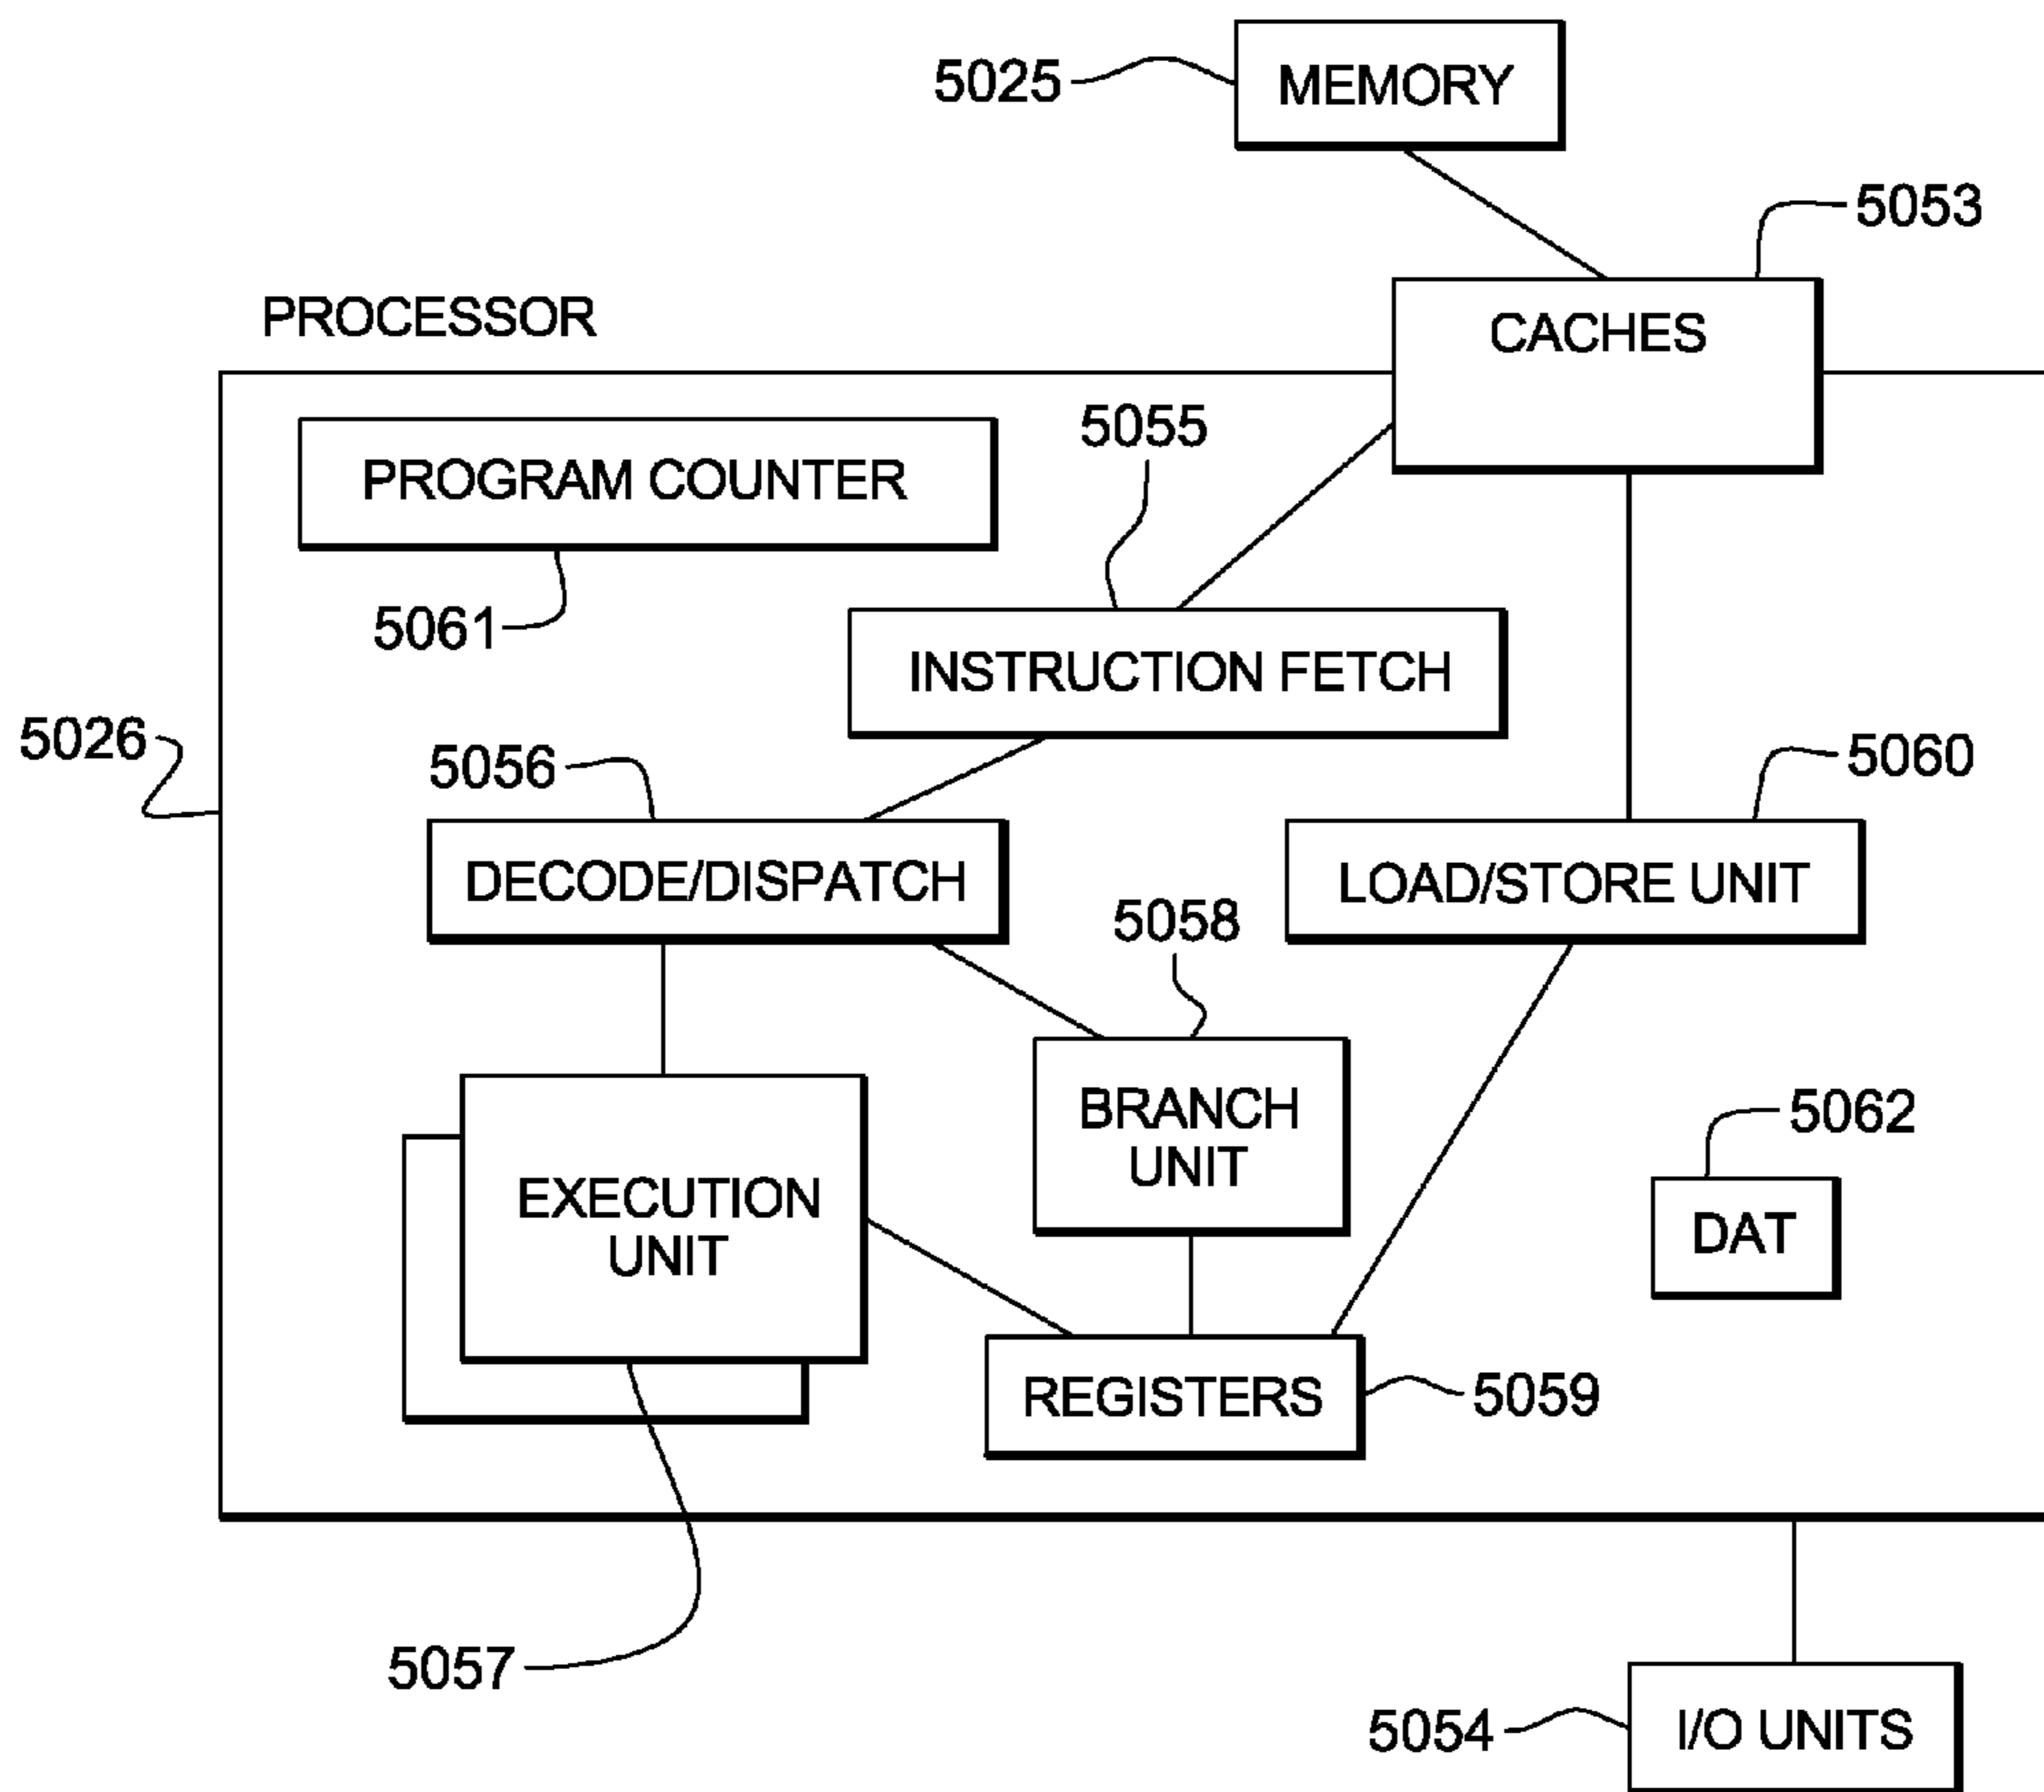 5025
MEMORY
5053
PROCESSOR
CACHES
5055
PROGRAM COUNTER
5061
INSTRUCTION FETCH
5026
5056
5060
DECODE/DISPATCH
LOAD/STORE UNIT
5058
BRANCH
UNIT
5062
EXECUTION
UNIT
DAT
REGISTERS
5059
5057
5054
I/O UNITS